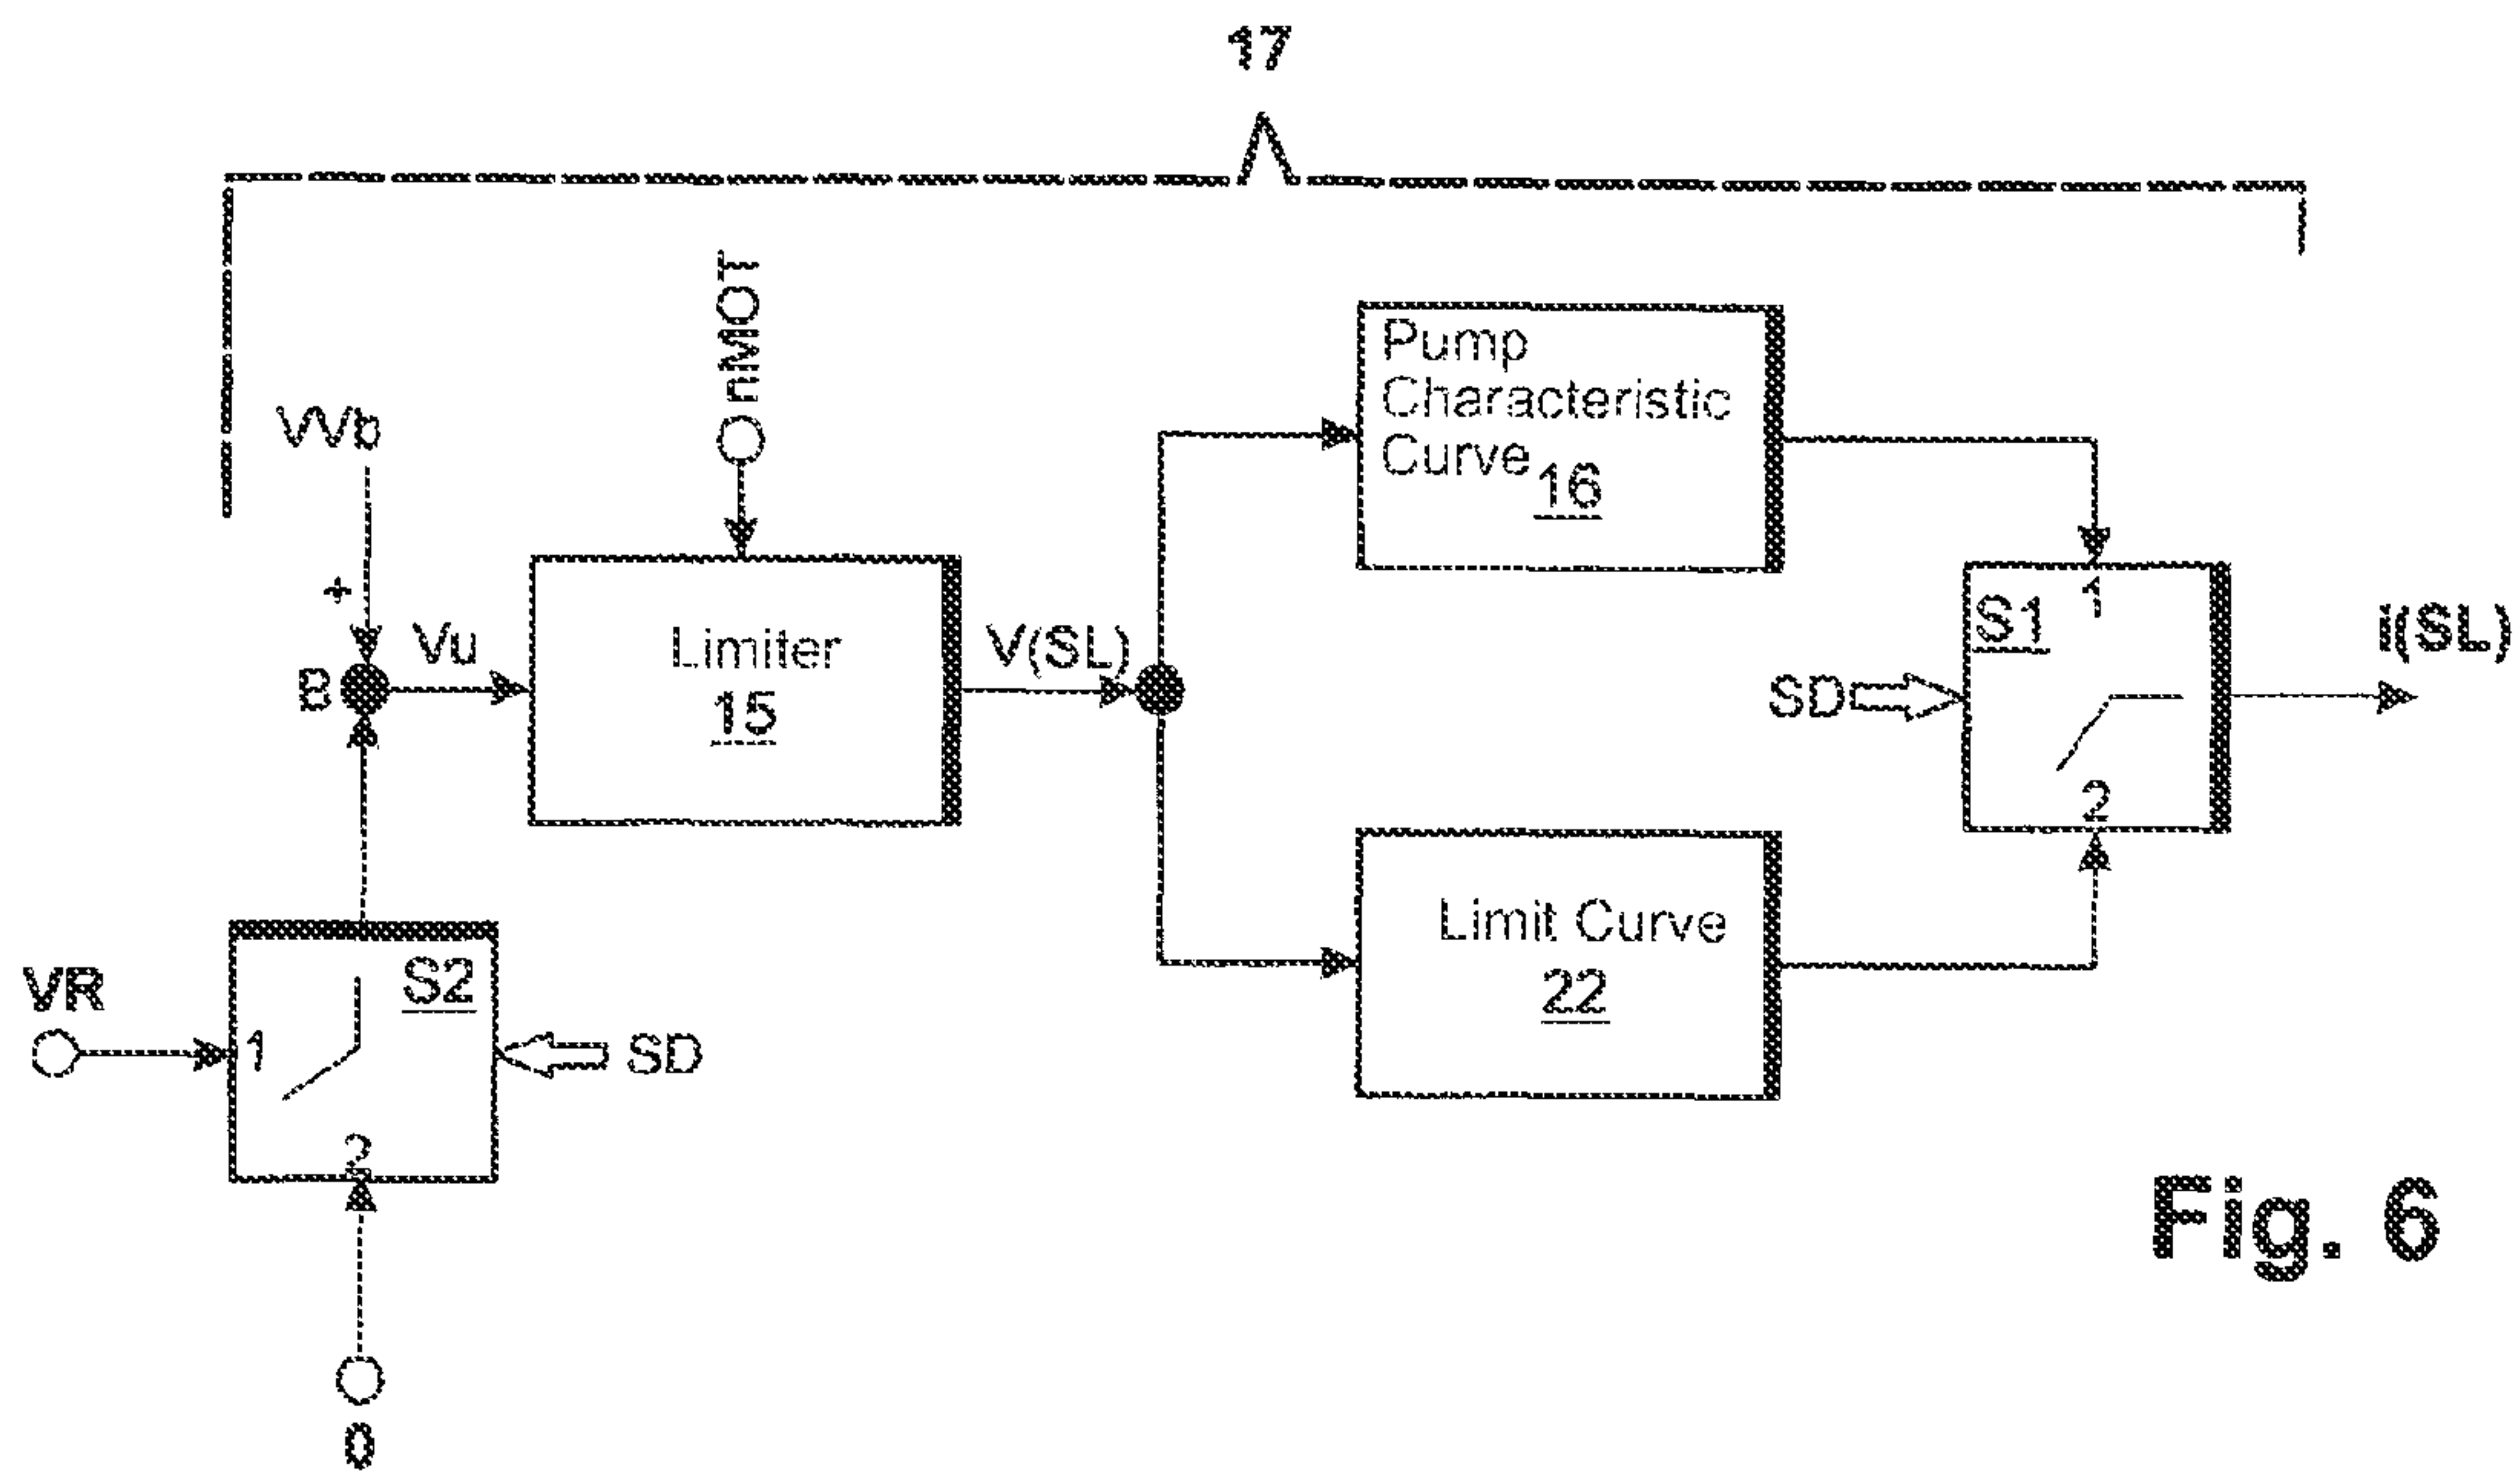 17
nMOT
VVb
+
B
Vu
Limiter
15
V(SL)
Pump
Characteristic
Curve
16
1
S1
SD
2
i(SL)
Limit Curve
22
VR
1
S2
SD
2
0
Fig. 6